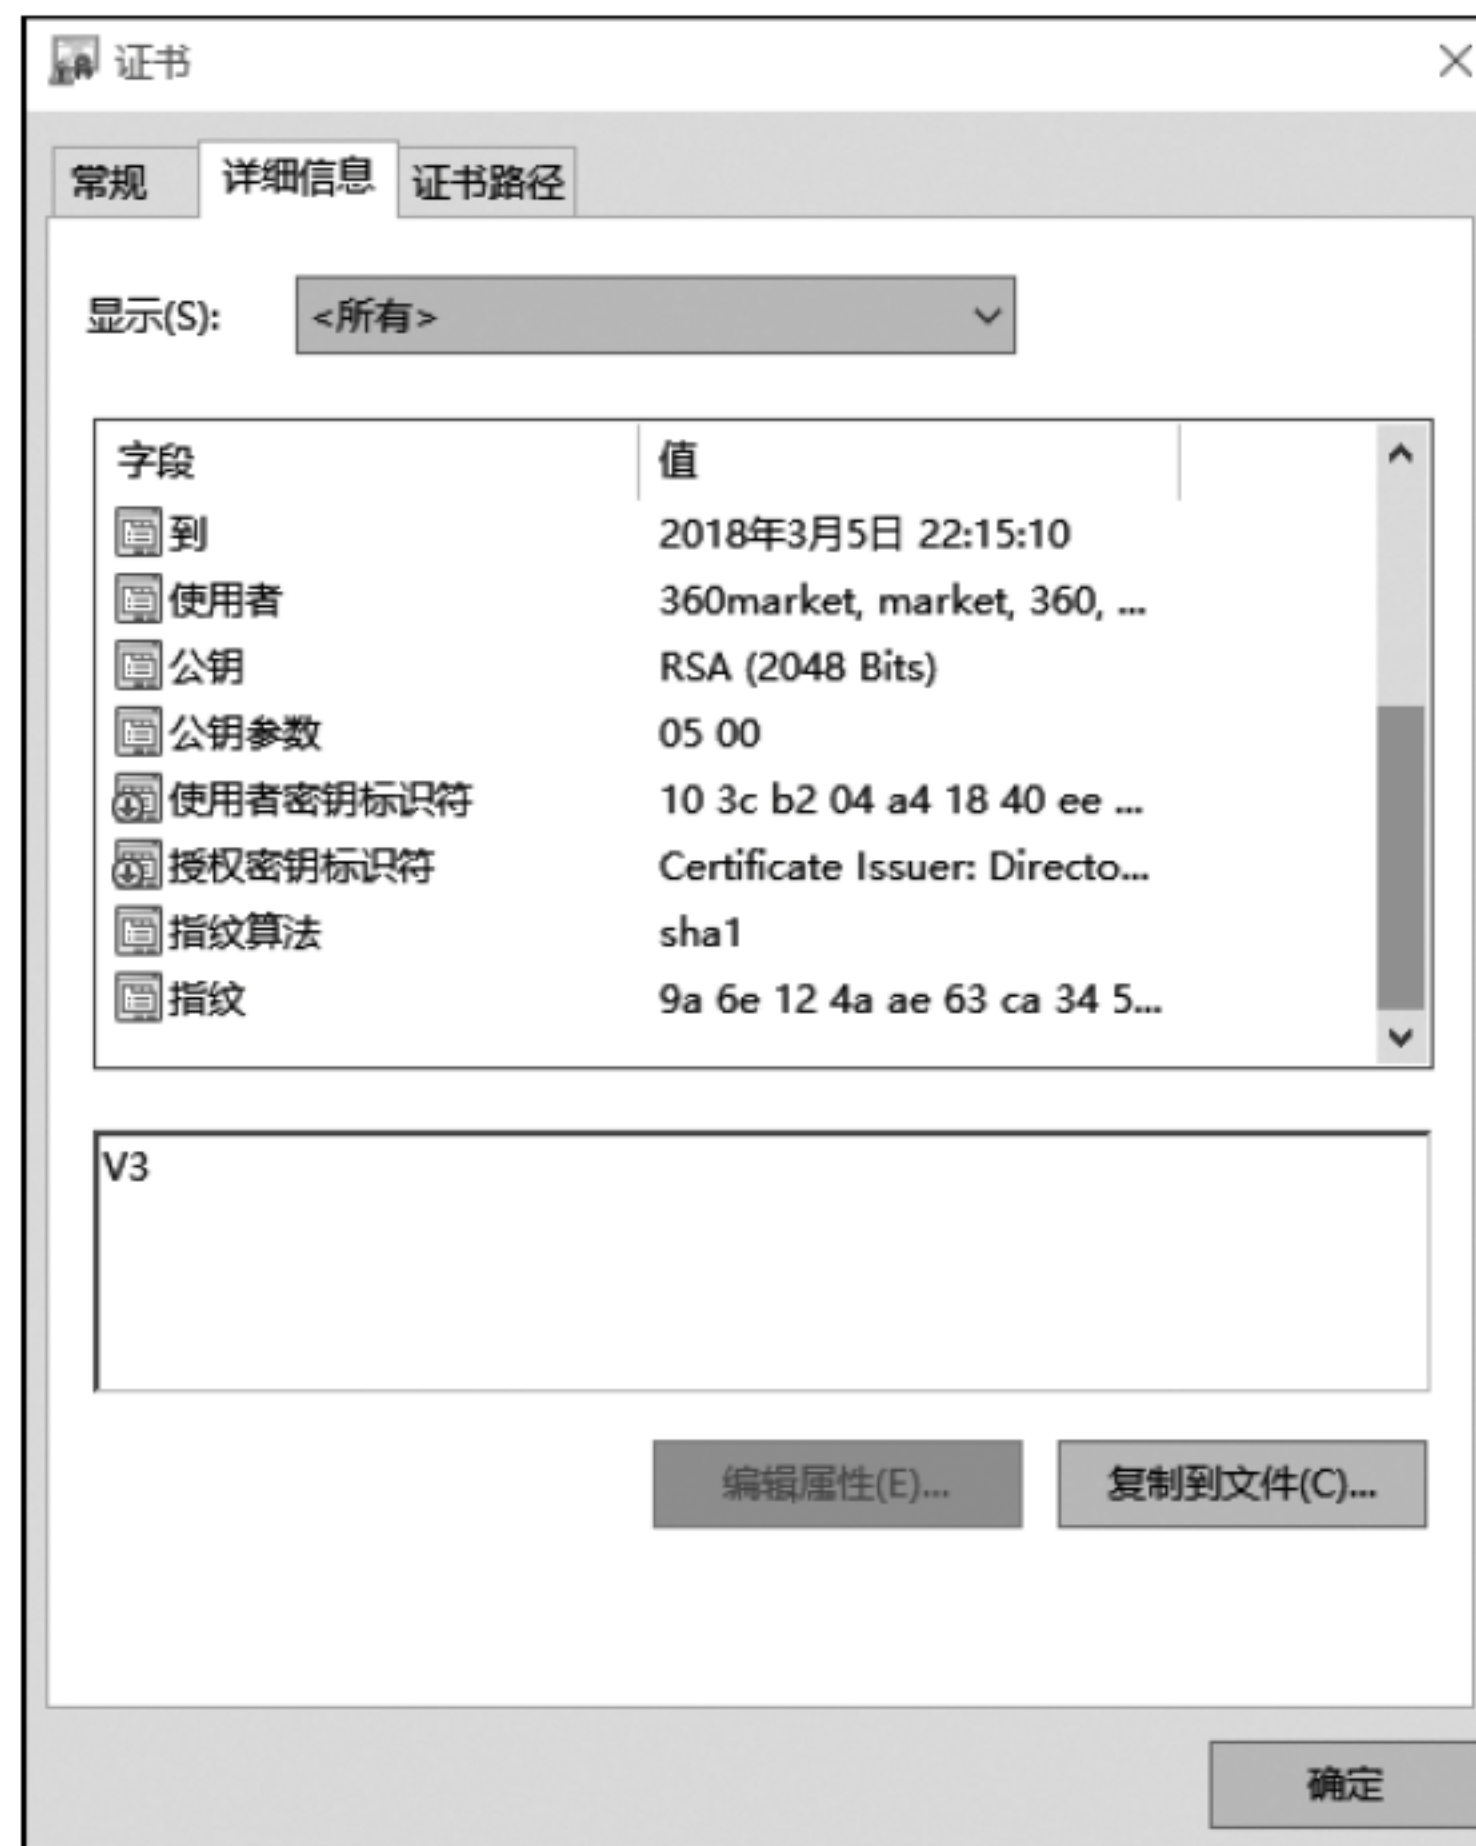 证书
常规 详细信息 证书路径
显示(S): <所有>
字段 值
到 2018年3月5日 22:15:10
使用者 360market, market, 360, ...
公钥 RSA (2048 Bits)
公钥参数 05 00
使用者密钥标识符 10 3c b2 04 a4 18 40 ee ...
授权密钥标识符 Certificate Issuer: Directo...
指纹算法 sha1
指纹 9a 6e 12 4a ae 63 ca 34 5...
V3
编辑属性(E)... 复制到文件(C)...
确定